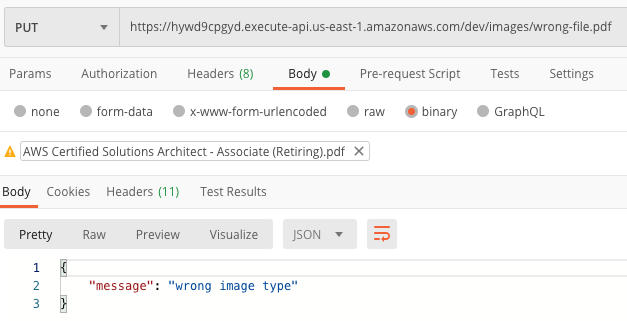 PUT https://hywd9cpgyd.execute-api.us-east-1.amazonaws.com/dev/images/wrong-file.pdf
Params Authorization Headers (8) Body Pre-request Script Tests Settings
none form-data x-www-form-urlencoded raw binary GraphQL
AWS Certified Solutions Architect - Associate (Retiring).pdf
Body Cookies Headers (11) Test Results
Pretty Raw Preview Visualize JSON
1 {
2 "message": "wrong image type"
3 }